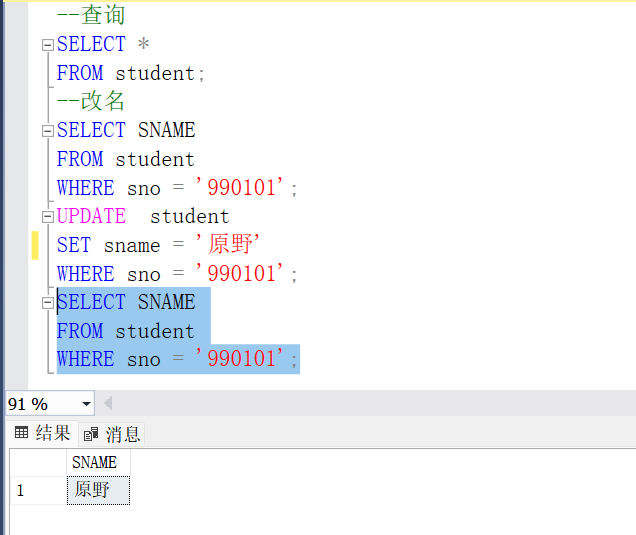 --查询
SELECT *
FROM student;
--改名
SELECT SNAME
FROM student
WHERE sno = '990101';
UPDATE  student
SET sname = '原野'
WHERE sno = '990101';
SELECT SNAME
FROM student
WHERE sno = '990101';
91 %
结果 消息
SNAME
1 原野